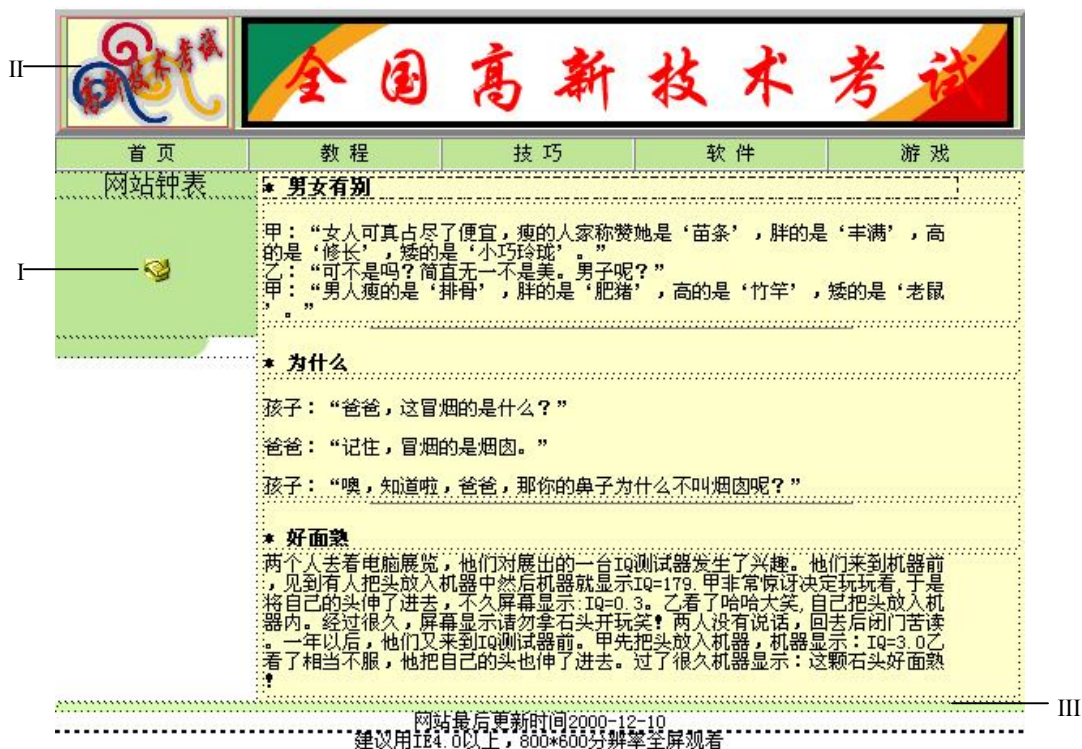 高新技术考试
全国高新技术考试
II
首页 教程 技巧 软件 游戏
网站钟表
I
* 男女有别
甲：“女人可真占尽了便宜，瘦的人家称赞她是‘苗条’，胖的是‘丰满’，高
的是‘修长’，矮的是‘小巧玲珑’。”
乙：“可不是吗？简直无一不是美。男子呢？”
甲：“男人瘦的是‘排骨’，胖的是‘肥猪’，高的是‘竹竿’，矮的是‘老鼠
’。”
* 为什么
孩子：“爸爸，这冒烟的是什么？”
爸爸：“记住，冒烟的是烟囱。”
孩子：“噢，知道啦，爸爸，那你的鼻子为什么不叫烟囱呢？”
* 好面熟
两个人去看电脑展览，他们对展出的一台IQ测试器发生了兴趣。他们来到机器前
，见到有人把头放入机器中然后机器就显示IQ=179.甲非常惊讶决定玩玩看,于是
将自己的头伸了进去，不久屏幕显示:IQ=0.3。乙看了哈哈大笑,自己把头放入机
器内。经过很久，屏幕显示请勿拿石头开玩笑！两人没有说话，回去后闭门苦读
。一年以后，他们又来到IQ测试器前。甲先把头放入机器，机器显示：IQ=3.0乙
看了相当不服，他把自己的头也伸了进去。过了很久机器显示：这颗石头好面熟
！
III
网站最后更新时间2000-12-10
建议用IE4.0以上，800*600分辨率全屏观看